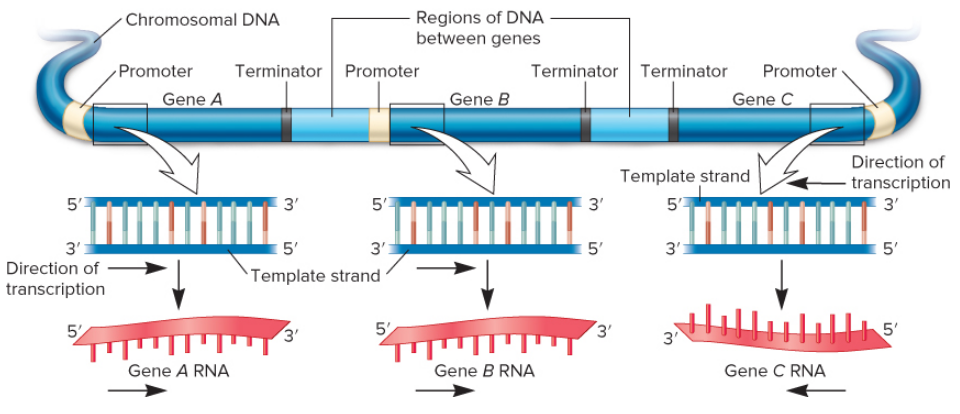 Chromosomal DNA
Regions of DNA
between genes
Promoter
Terminator
Promoter
Terminator
Terminator
Promoter
Gene A
Gene B
Gene C
Template strand
Direction of
transcription
5′
3′
5′
3′
5′
3′
3′
5′
3′
5′
3′
5′
Direction of
transcription
Template strand
5′
3′
5′
3′
3′
5′
Gene A RNA
Gene B RNA
Gene C RNA